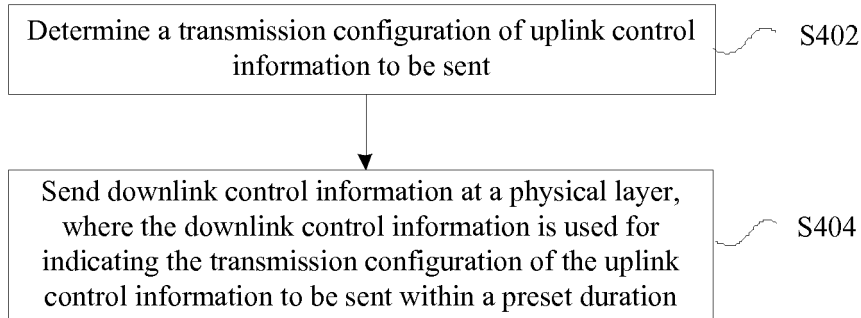 Determine a transmission configuration of uplink control
information to be sent
S402
Send downlink control information at a physical layer,
where the downlink control information is used for
indicating the transmission configuration of the uplink
control information to be sent within a preset duration
S404